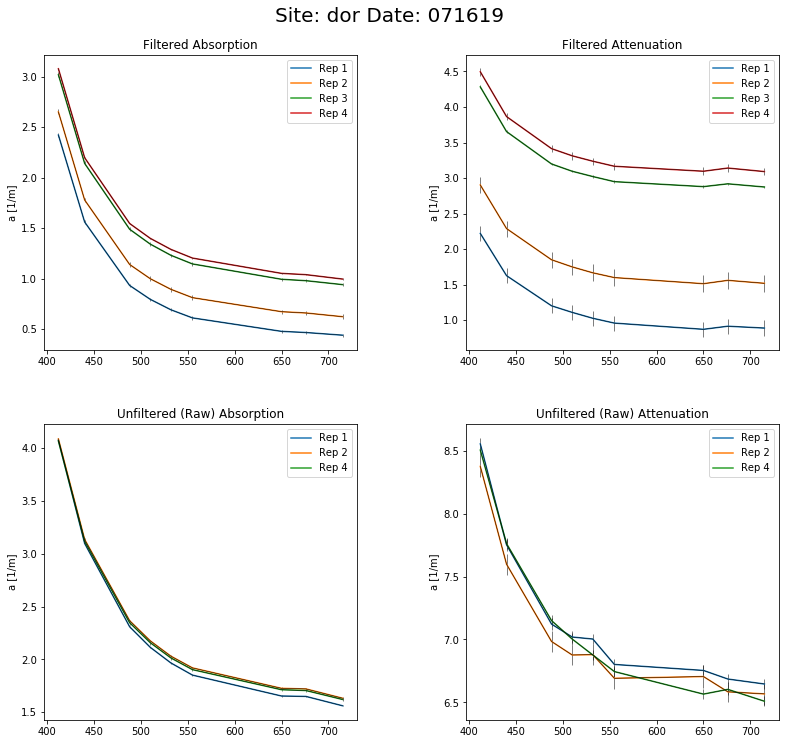 Site: dor Date: 071619
Filtered Absorption
a [1/m]
3.0
2.5
2.0
1.5
1.0
0.5
400 450 500 550 600 650 700
Rep 1
Rep 2
Rep 3
Rep 4
Filtered Attenuation
a [1/m]
4.5
4.0
3.5
3.0
2.5
2.0
1.5
1.0
400 450 500 550 600 650 700
Rep 1
Rep 2
Rep 3
Rep 4
Unfiltered (Raw) Absorption
a [1/m]
4.0
3.5
3.0
2.5
2.0
1.5
400 450 500 550 600 650 700
Rep 1
Rep 2
Rep 4
Unfiltered (Raw) Attenuation
a [1/m]
8.5
8.0
7.5
7.0
6.5
400 450 500 550 600 650 700
Rep 1
Rep 2
Rep 4